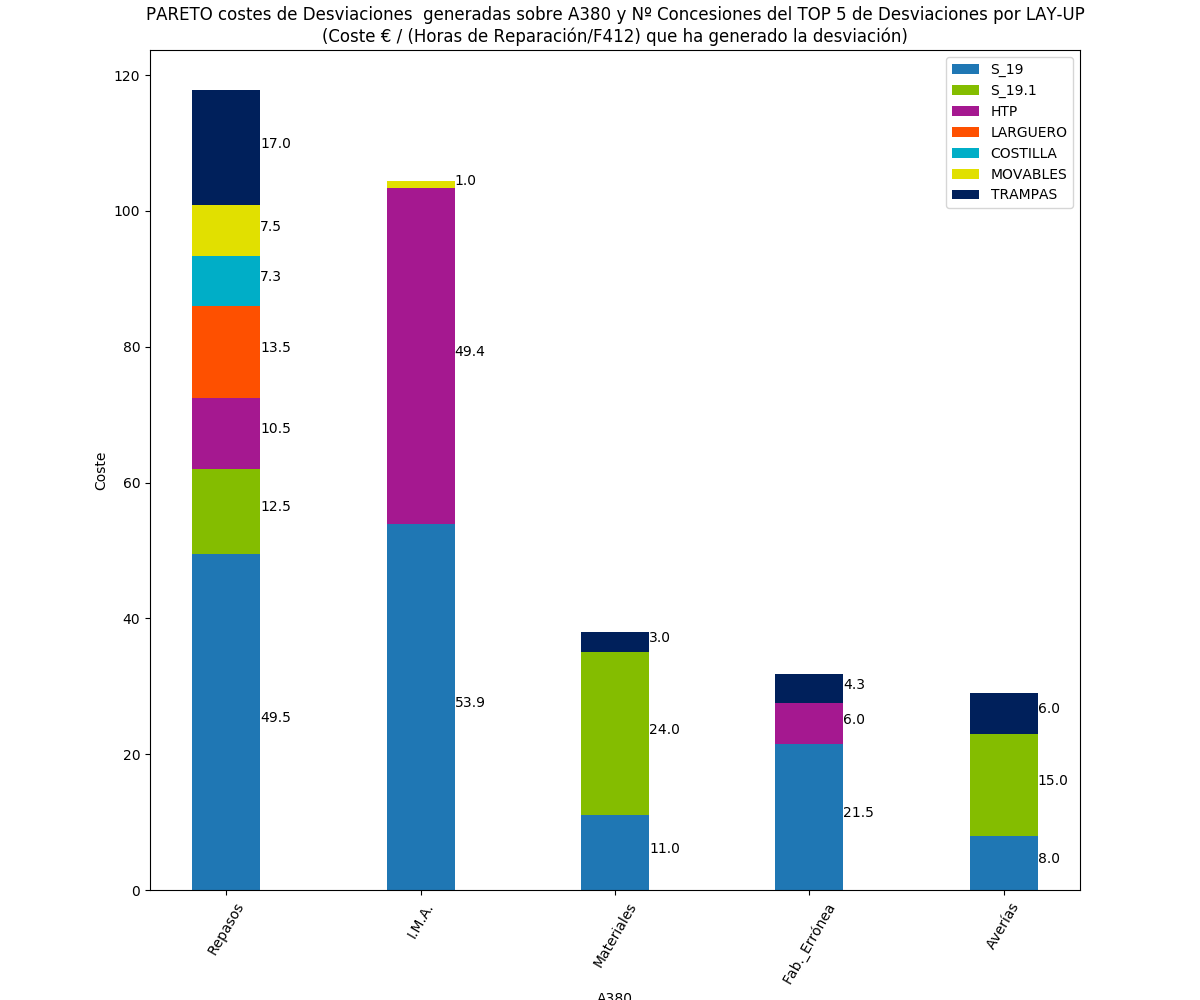 PARETO costes de Desviaciones  generadas sobre A380 y Nº Concesiones del TOP 5 de Desviaciones por LAY-UP
(Coste € / (Horas de Reparación/F412) que ha generado la desviación)
S_19
S_19.1
HTP
LARGUERO
COSTILLA
MOVABLES
TRAMPAS
Coste
120
100
80
60
40
20
0
17.0
7.5
7.3
13.5
10.5
12.5
49.5
1.0
49.4
53.9
3.0
24.0
11.0
4.3
6.0
21.5
6.0
15.0
8.0
Repasos
I.M.A.
Materiales
Fab._Errónea
Averías
A380